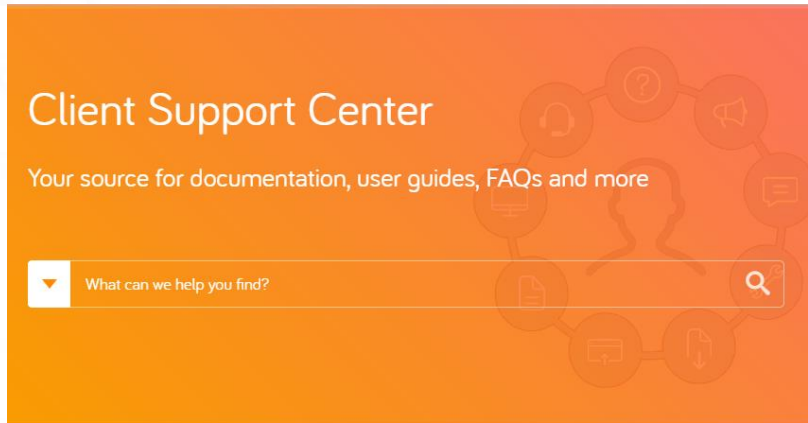 Client Support Center
Your source for documentation, user guides, FAQs and more
What can we help you find?